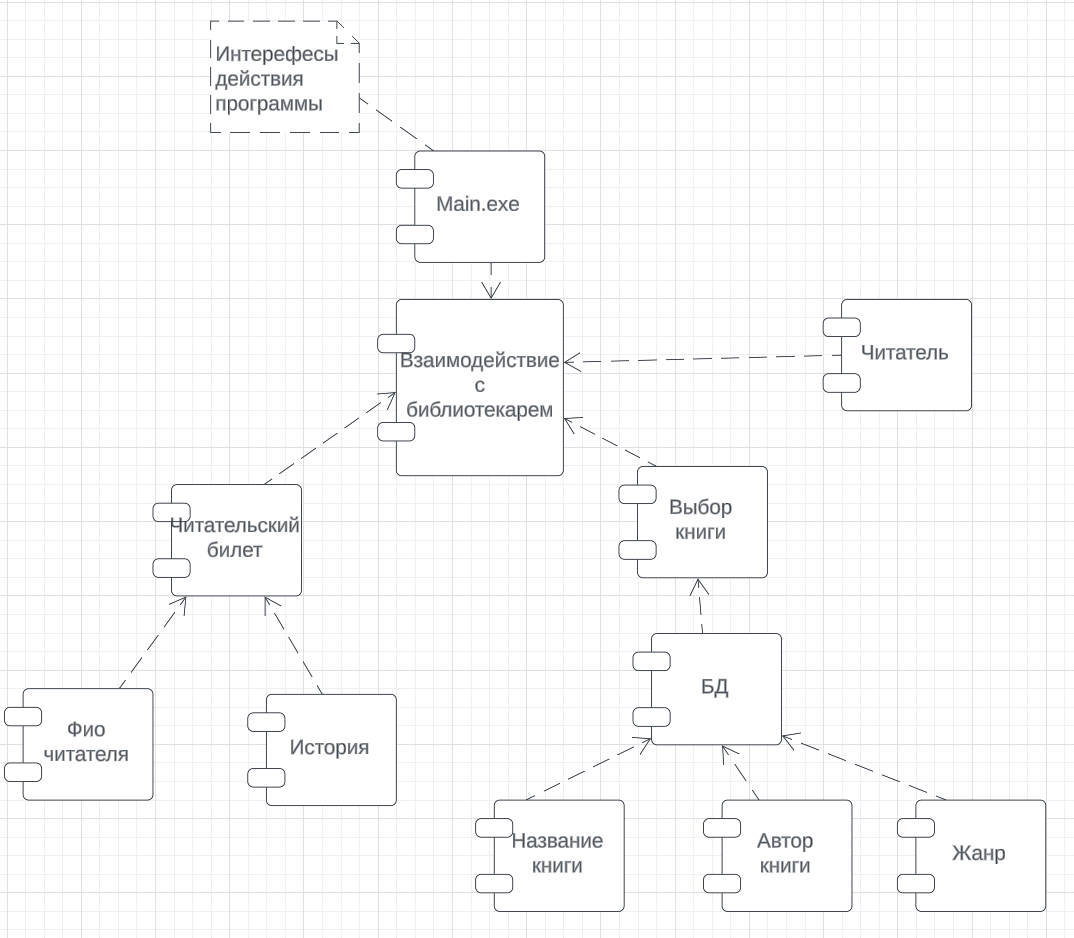 Интерефесы
действия
программы
Main.exe
Взаимодействие
с
библиотекарем
Читатель
Читательский
билет
Выбор
книги
БД
Фио
читателя
История
Название
книги
Автор
книги
Жанр